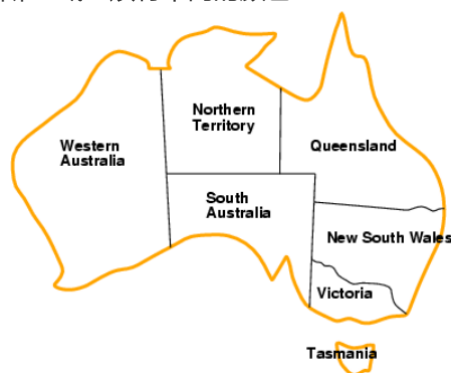 Northern
Territory
Western
Australia
Queensland
South
Australia
New South Wales
Victoria
Tasmania